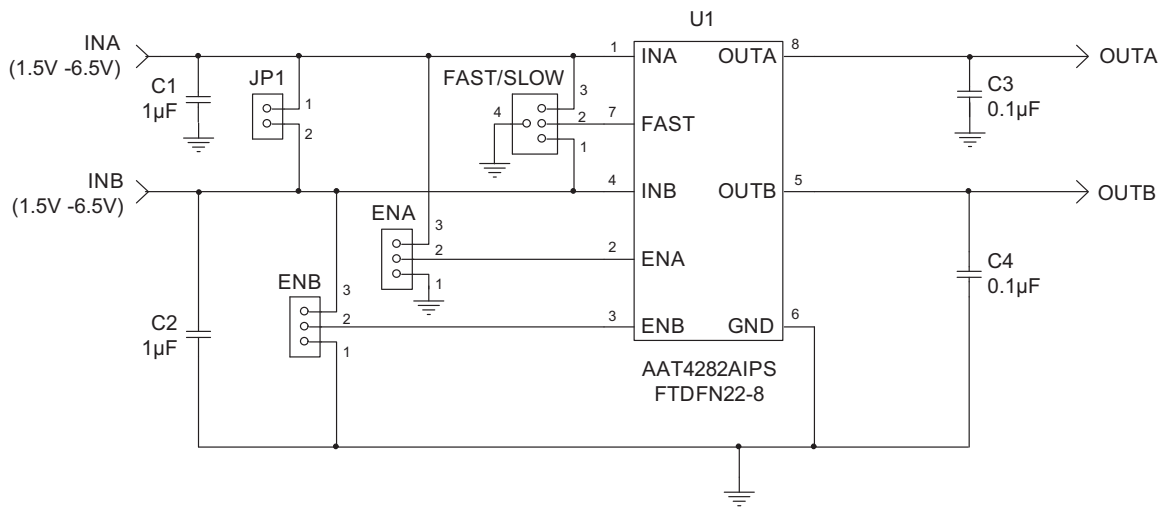 U1
INA
(1.5V -6.5V)
C1
1µF
JP1
1
2
FAST/SLOW
3
4
2
1
1
INA
OUTA
8
OUTA
C3
0.1µF
7
FAST
INB
(1.5V -6.5V)
4
INB
OUTB
5
OUTB
ENA
3
2
1
2
ENA
C4
0.1µF
ENB
3
2
1
3
ENB
GND
6
C2
1µF
AAT4282AIPS
FTDFN22-8